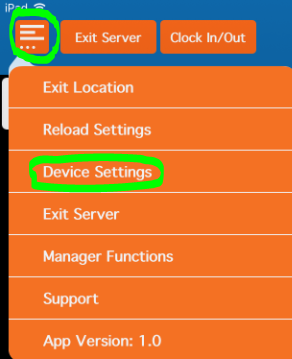 iPad
Exit Server
Clock In/Out
Exit Location
Reload Settings
Device Settings
Exit Server
Manager Functions
Support
App Version: 1.0